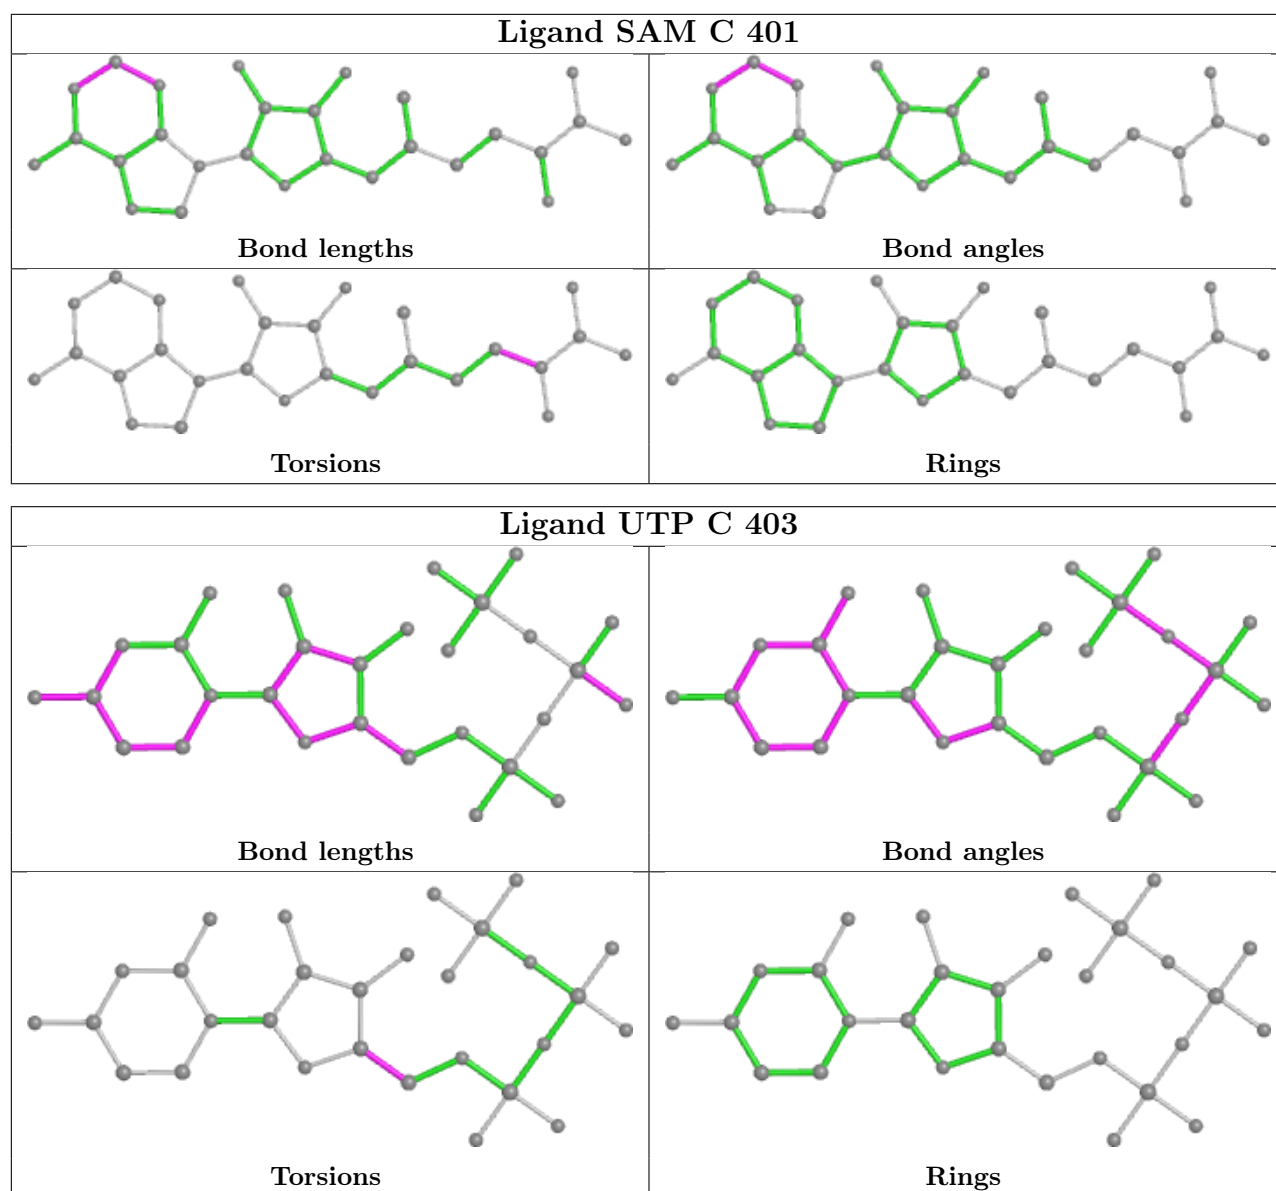 Ligand SAM C 401
Bond lengths
Bond angles
Torsions
Rings
Ligand UTP C 403
Bond lengths
Bond angles
Torsions
Rings